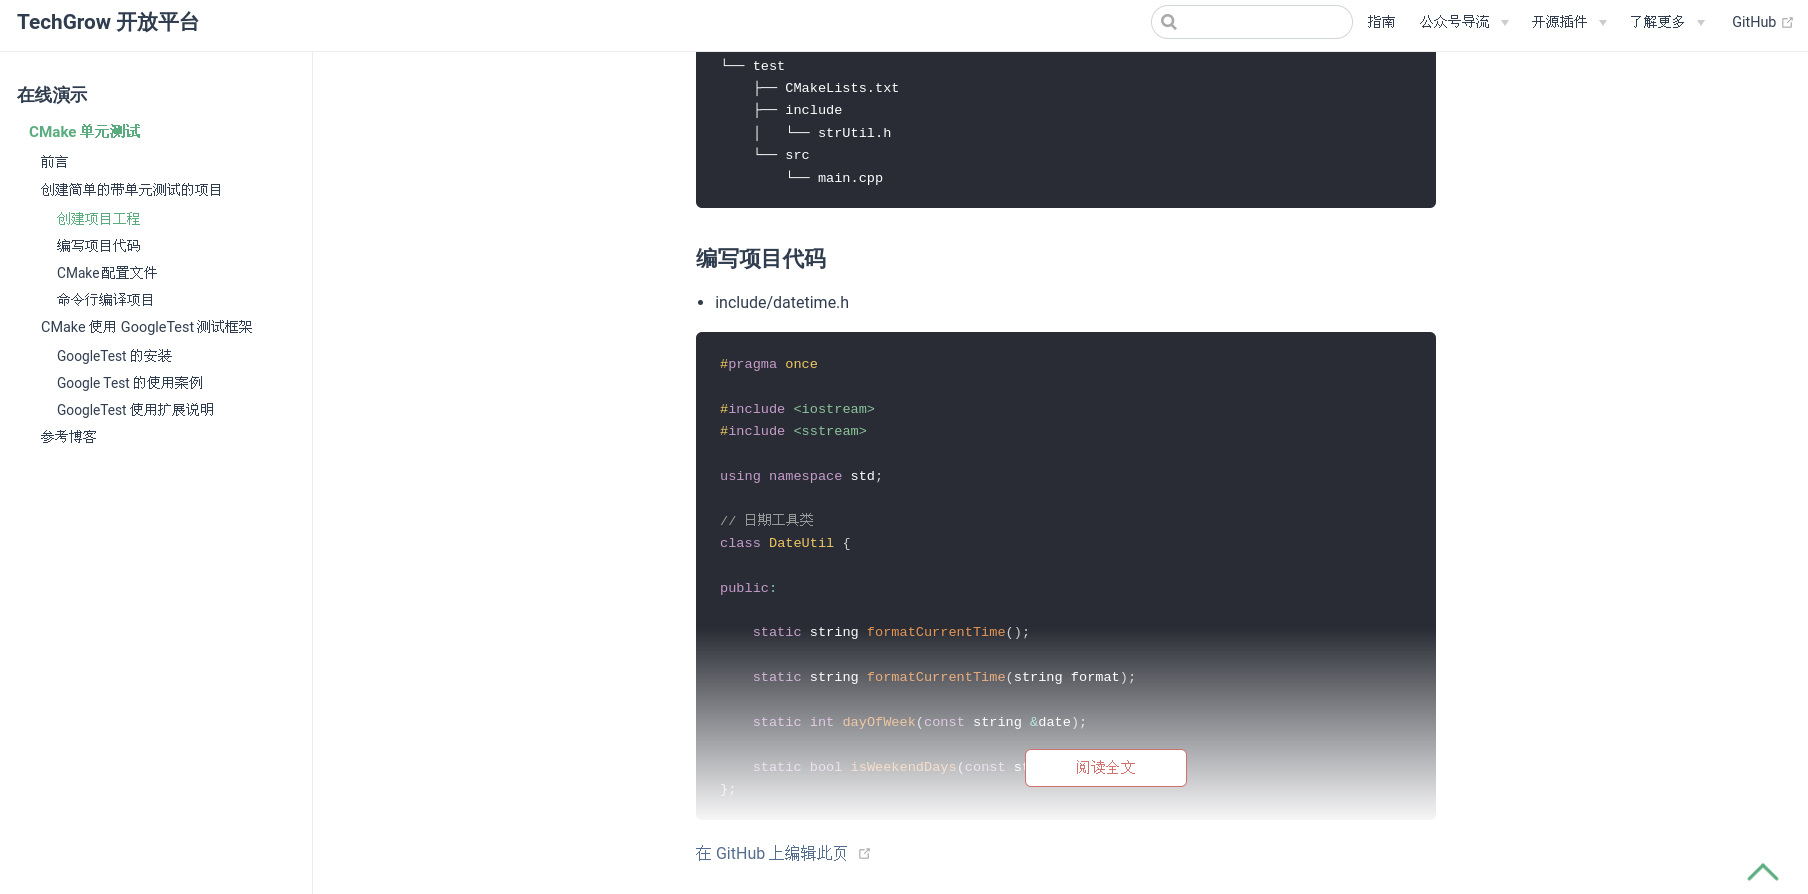 TechGrow 开放平台
指南 公众号导流 开源插件 了解更多 GitHub
在线演示
CMake 单元测试
前言
创建简单的带单元测试的项目
创建项目工程
编写项目代码
CMake配置文件
命令行编译项目
CMake 使用 GoogleTest 测试框架
GoogleTest 的安装
Google Test 的使用案例
GoogleTest 使用扩展说明
参考博客
└── test
    ├── CMakeLists.txt
    ├── include
    │   └── strUtil.h
    └── src
        └── main.cpp
编写项目代码
• include/datetime.h
#pragma once
#include <iostream>
#include <sstream>
using namespace std;
// 日期工具类
class DateUtil {
public:
    static string formatCurrentTime();
    static string formatCurrentTime(string format);
    static int dayOfWeek(const string &date);
    static bool isWeekendDays(const
阅读全文
};
在 GitHub 上编辑此页